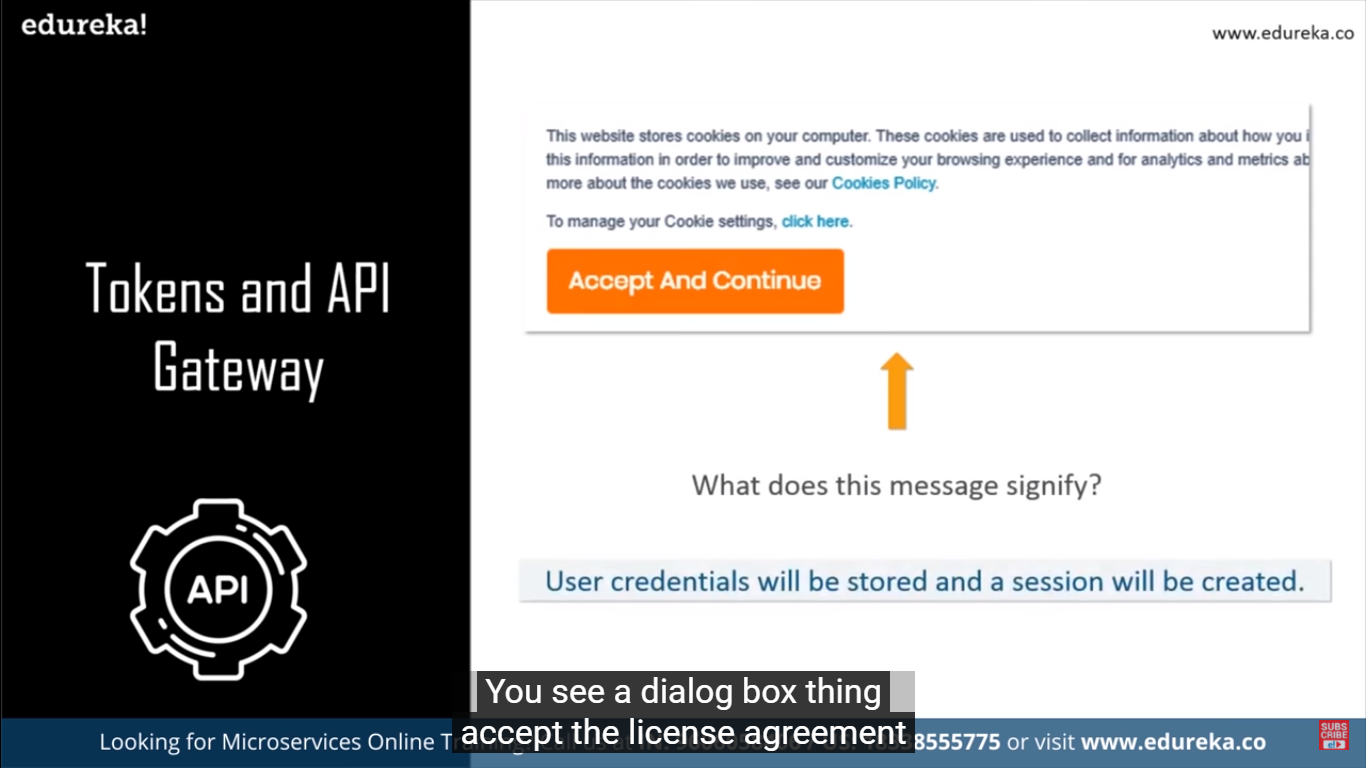 edureka!
www.edureka.co
This website stores cookies on your computer. These cookies are used to collect information about how you i
this information in order to improve and customize your browsing experience and for analytics and metrics ab
more about the cookies we use, see our Cookies Policy.
To manage your Cookie settings, click here.
Accept And Continue
Tokens and API
Gateway
What does this message signify?
API
User credentials will be stored and a session will be created.
You see a dialog box thing
accept the license agreement
Looking for Microservices Online 8555775 or visit www.edureka.co
SUBS
CRIBE